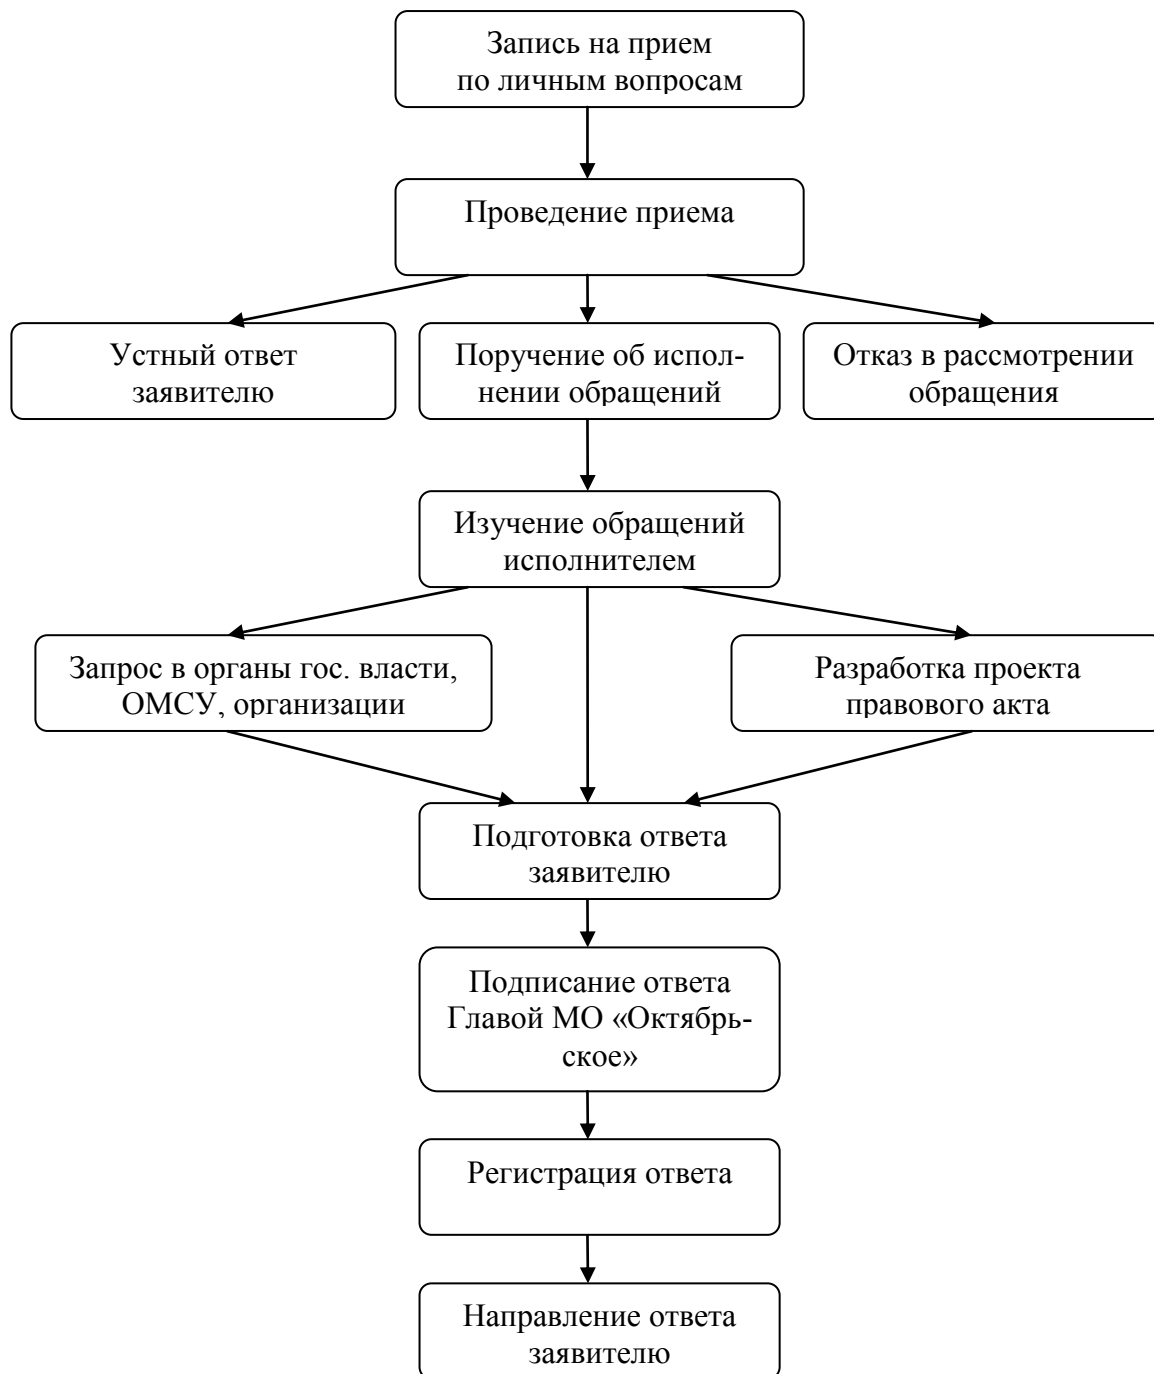 Запись на прием
по личным вопросам
Проведение приема
Устный ответ
заявителю
Поручение об испол-
нении обращений
Отказ в рассмотрении
обращения
Изучение обращений
исполнителем
Запрос в органы гос. власти,
ОМСУ, организации
Разработка проекта
правового акта
Подготовка ответа
заявителю
Подписание ответа
Главой МО «Октябрь-
ское»
Регистрация ответа
Направление ответа
заявителю